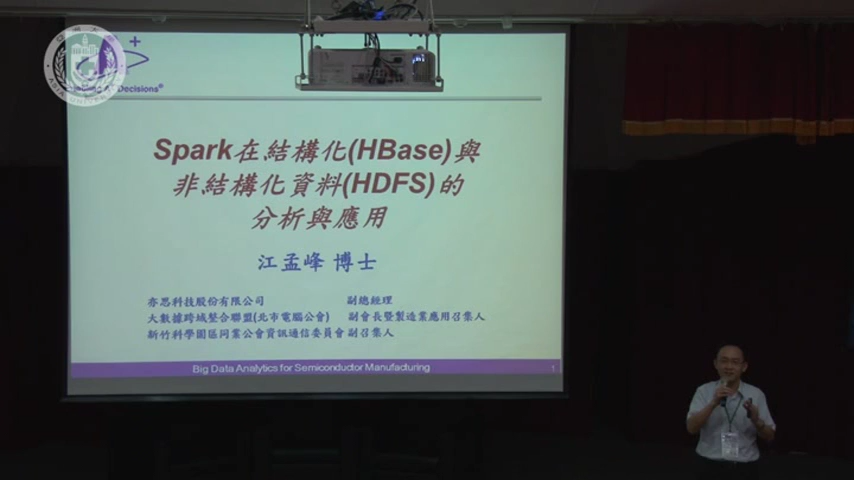 Decisions®
Spark在結構化(HBase)與
非結構化資料(HDFS)的
分析與應用
江孟峰 博士
亦思科技股份有限公司 副總經理
大數據跨域整合聯盟(北市電腦公會) 副會長暨製造業應用召集人
新竹科學園區同業公會資訊通信委員會 副召集人
Big Data Analytics for Semiconductor Manufacturing 1